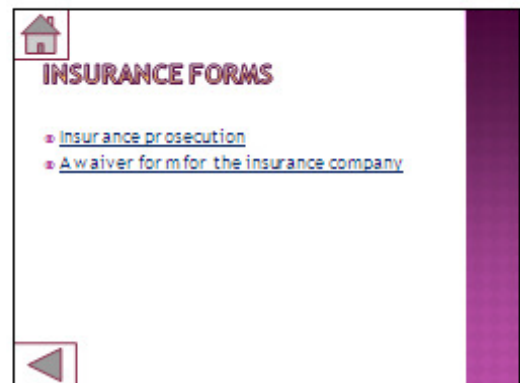 INSURANCE FORMS
Insurance prosecution
A waiver form for the insurance company